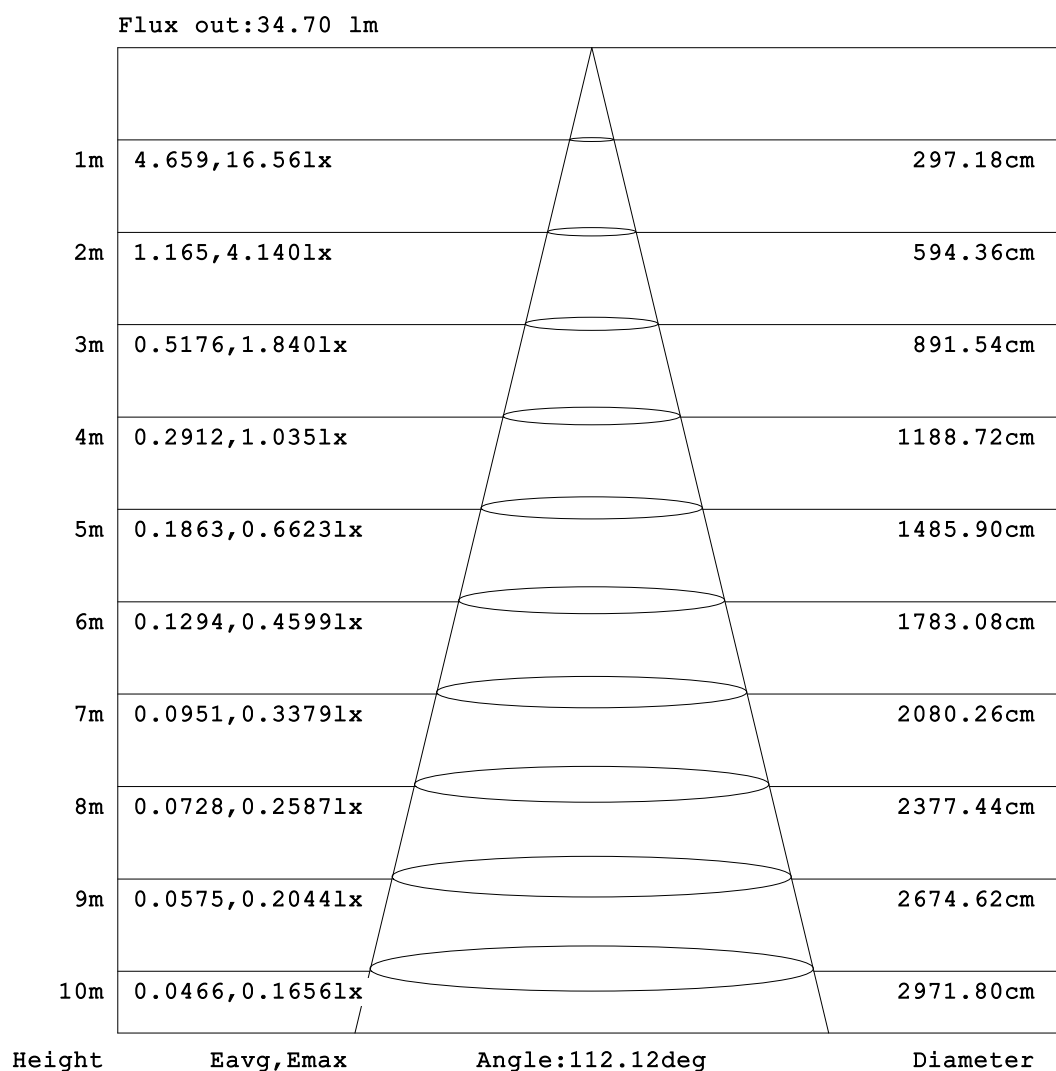 Flux out:34.70 lm
1m 4.659,16.56lx 297.18cm
2m 1.165,4.140lx 594.36cm
3m 0.5176,1.840lx 891.54cm
4m 0.2912,1.035lx 1188.72cm
5m 0.1863,0.6623lx 1485.90cm
6m 0.1294,0.4599lx 1783.08cm
7m 0.0951,0.3379lx 2080.26cm
8m 0.0728,0.2587lx 2377.44cm
9m 0.0575,0.2044lx 2674.62cm
10m 0.0466,0.1656lx 2971.80cm
Height Eavg,Emax Angle:112.12deg Diameter